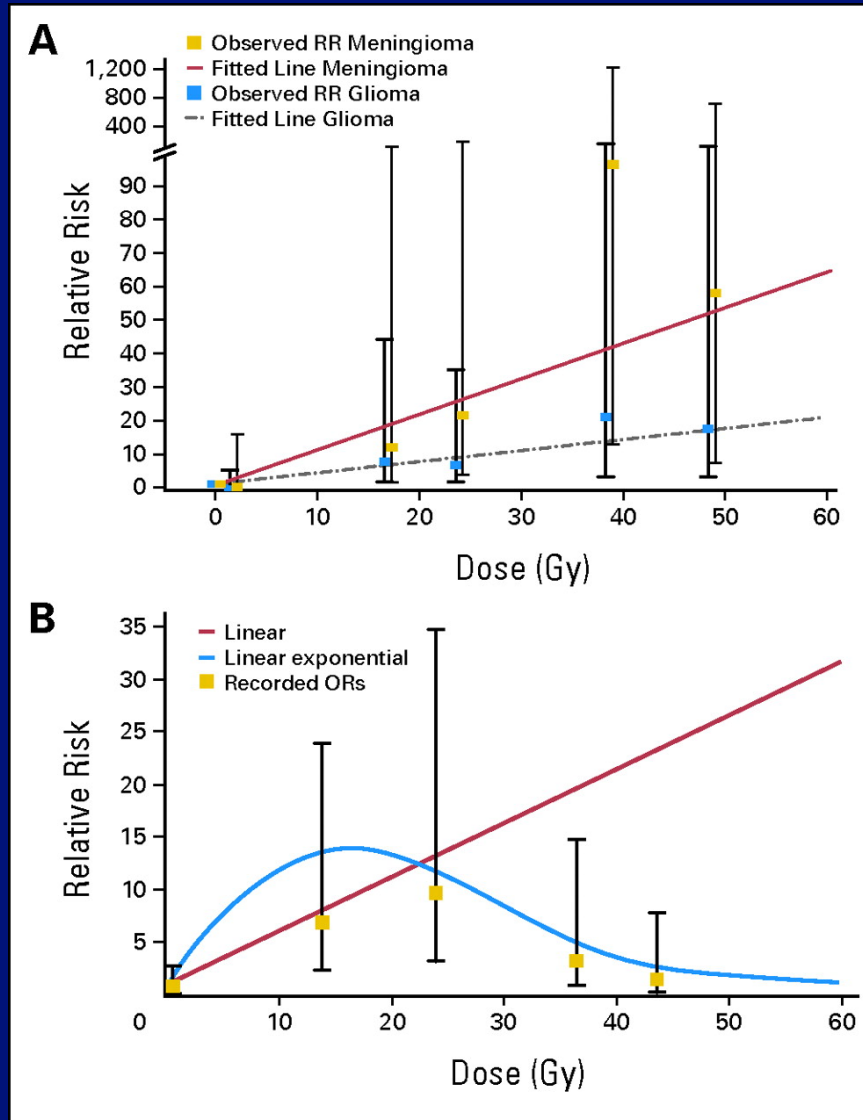 A
Observed RR Meningioma
Fitted Line Meningioma
Observed RR Glioma
Fitted Line Glioma
1,200
800
400
90
80
70
60
50
40
30
20
10
0
Relative Risk
0 10 20 30 40 50 60
Dose (Gy)
B
Linear
Linear exponential
Recorded ORs
35
30
25
20
15
10
5
Relative Risk
0 10 20 30 40 50 60
Dose (Gy)